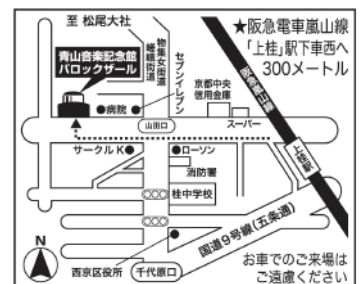 至 松尾大社
★阪急電車嵐山線
「上桂」駅下車西へ
300メートル
青山音楽記念館
バロックザール
物集女街道
嵯峨街道
セブンイレブン
阪急嵐山線
京都中央
信用金庫
●病院
山田口
スーパー
サークルK●
●ローソン
消防署
上桂駅
桂中学校
国道9号線(五条通)
N
西京区役所
千代原口
お車でのご来場は
ご遠慮ください